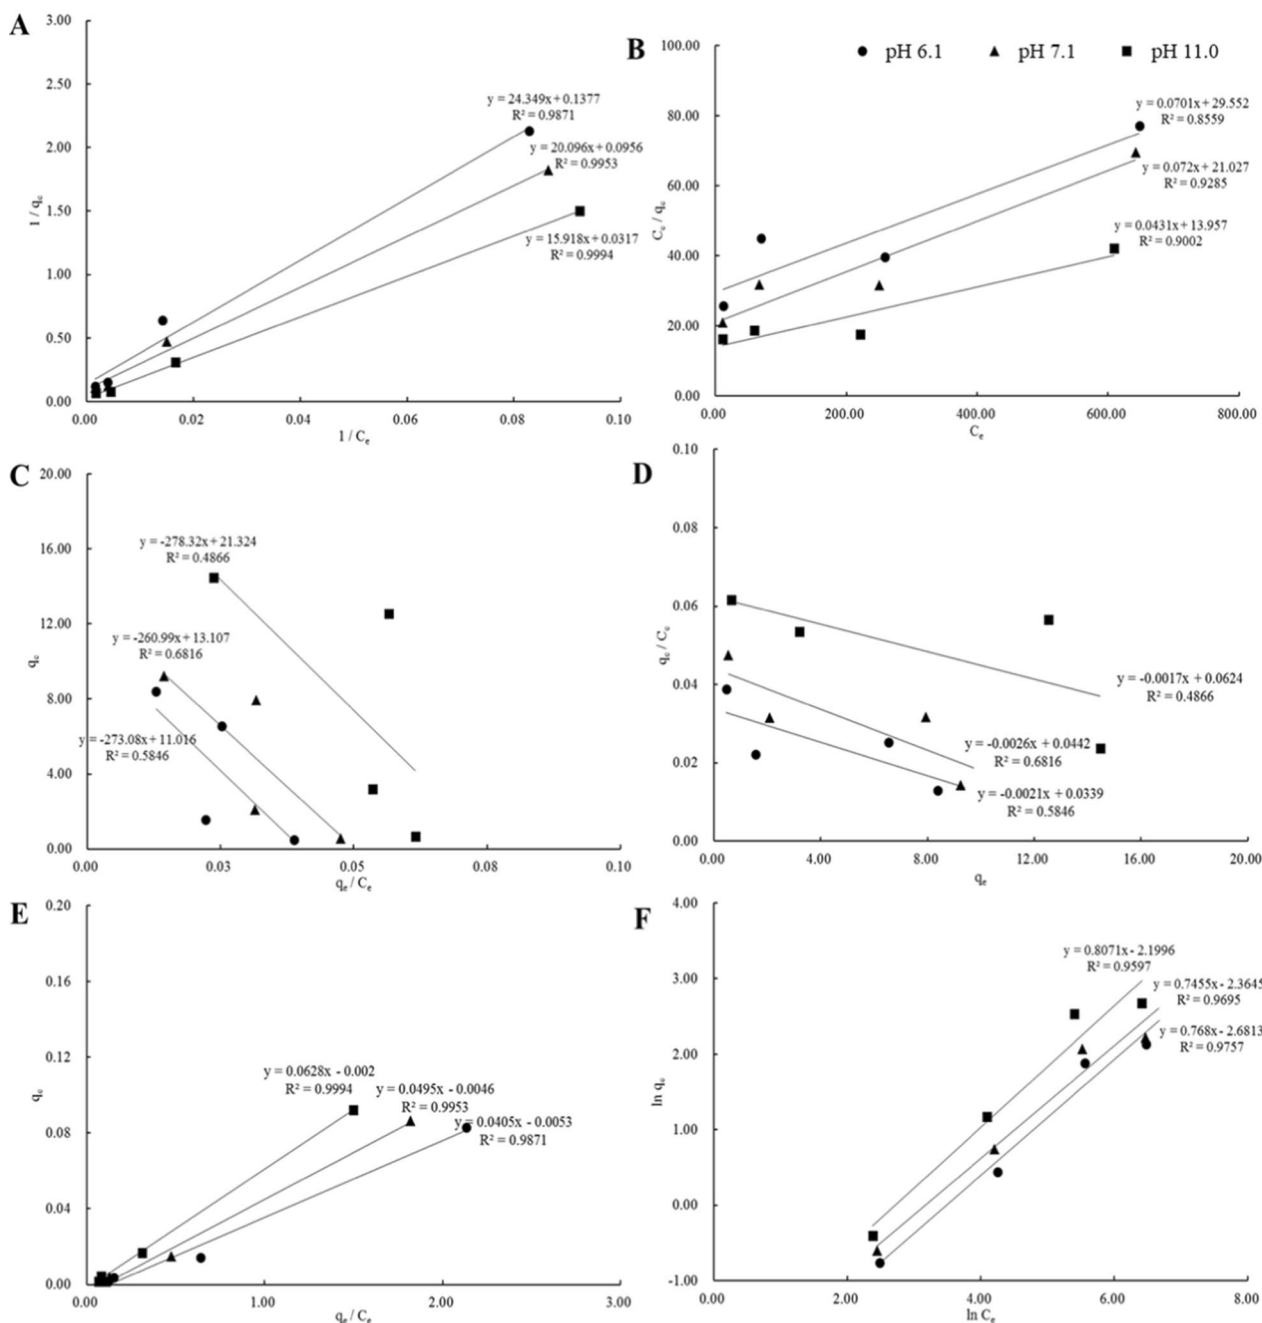 A
3.00
2.50
2.00
1.50
1.00
0.50
0.00
1 / qe
0.00 0.02 0.04 0.06 0.08 0.10
1 / Ce
y = 24.349x + 0.1377
R² = 0.9871
y = 20.096x + 0.0956
R² = 0.9953
y = 15.918x + 0.0317
R² = 0.9994
B
pH 6.1 pH 7.1 pH 11.0
100.00
80.00
60.00
40.00
20.00
0.00
Ce / qe
0.00 200.00 400.00 600.00 800.00
Ce
y = 0.0701x + 29.552
R² = 0.8559
y = 0.072x + 21.027
R² = 0.9285
y = 0.0431x + 13.957
R² = 0.9002
C
20.00
16.00
12.00
8.00
4.00
0.00
qe
0.00 0.03 0.05 0.08 0.10
qe / Ce
y = -278.32x + 21.324
R² = 0.4866
y = -260.99x + 13.107
R² = 0.6816
y = -273.08x + 11.016
R² = 0.5846
D
0.10
0.08
0.06
0.04
0.02
0.00
qe / Ce
0.00 4.00 8.00 12.00 16.00 20.00
qe
y = -0.0017x + 0.0624
R² = 0.4866
y = -0.0026x + 0.0442
R² = 0.6816
y = -0.0021x + 0.0339
R² = 0.5846
E
0.20
0.16
0.12
0.08
0.04
0.00
qe
0.00 1.00 2.00 3.00
qe / Ce
y = 0.0628x - 0.002
R² = 0.9994
y = 0.0495x - 0.0046
R² = 0.9953
y = 0.0405x - 0.0053
R² = 0.9871
F
4.00
3.00
2.00
1.00
0.00
-1.00
ln qe
0.00 2.00 4.00 6.00 8.00
ln Ce
y = 0.8071x - 2.1996
R² = 0.9597
y = 0.7455x - 2.3645
R² = 0.9695
y = 0.768x - 2.6813
R² = 0.9757